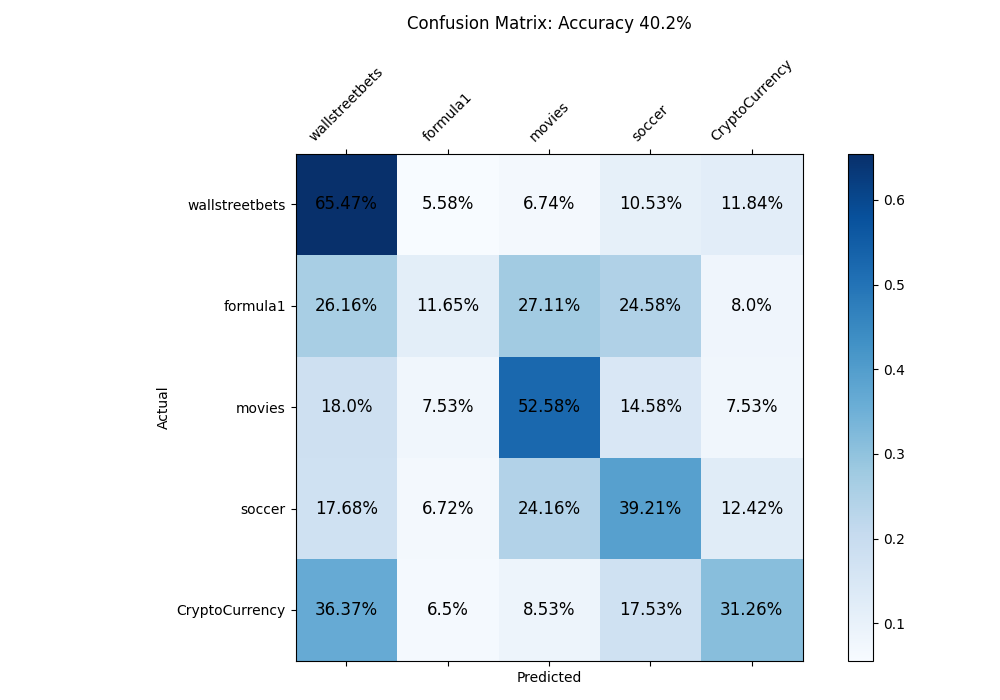 Confusion Matrix: Accuracy 40.2%
wallstreetbets formula1 movies soccer CryptoCurrency
wallstreetbets 65.47% 5.58% 6.74% 10.53% 11.84%
formula1 26.16% 11.65% 27.11% 24.58% 8.0%
movies 18.0% 7.53% 52.58% 14.58% 7.53%
soccer 17.68% 6.72% 24.16% 39.21% 12.42%
CryptoCurrency 36.37% 6.5% 8.53% 17.53% 31.26%
Actual
Predicted
0.6
0.5
0.4
0.3
0.2
0.1